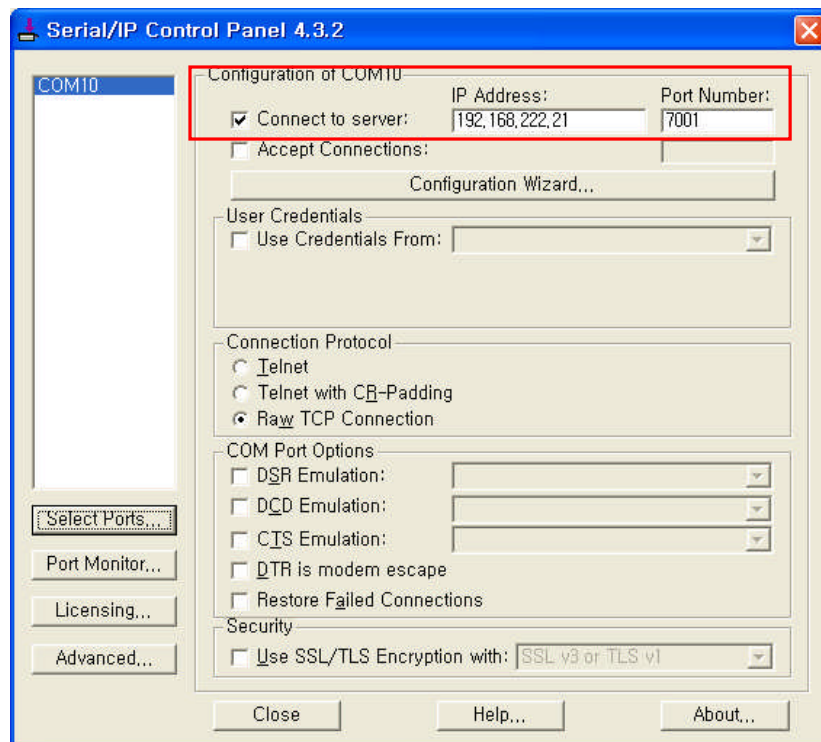 Serial/IP Control Panel 4.3.2
COM10
Configuration of COM10
IP Address: Port Number:
Connect to server: 192,168,222,21 7001
Accept Connections:
Configuration Wizard,,,
User Credentials
Use Credentials From:
Connection Protocol
Telnet
Telnet with CR-Padding
Raw TCP Connection
COM Port Options
DSR Emulation:
DCD Emulation:
CTS Emulation:
DTR is modem escape
Restore Failed Connections
Security
Use SSL/TLS Encryption with: SSL v3 or TLS v1
Select Ports,,,
Port Monitor,,,
Licensing,,,
Advanced,,,
Close Help,,, About,,,